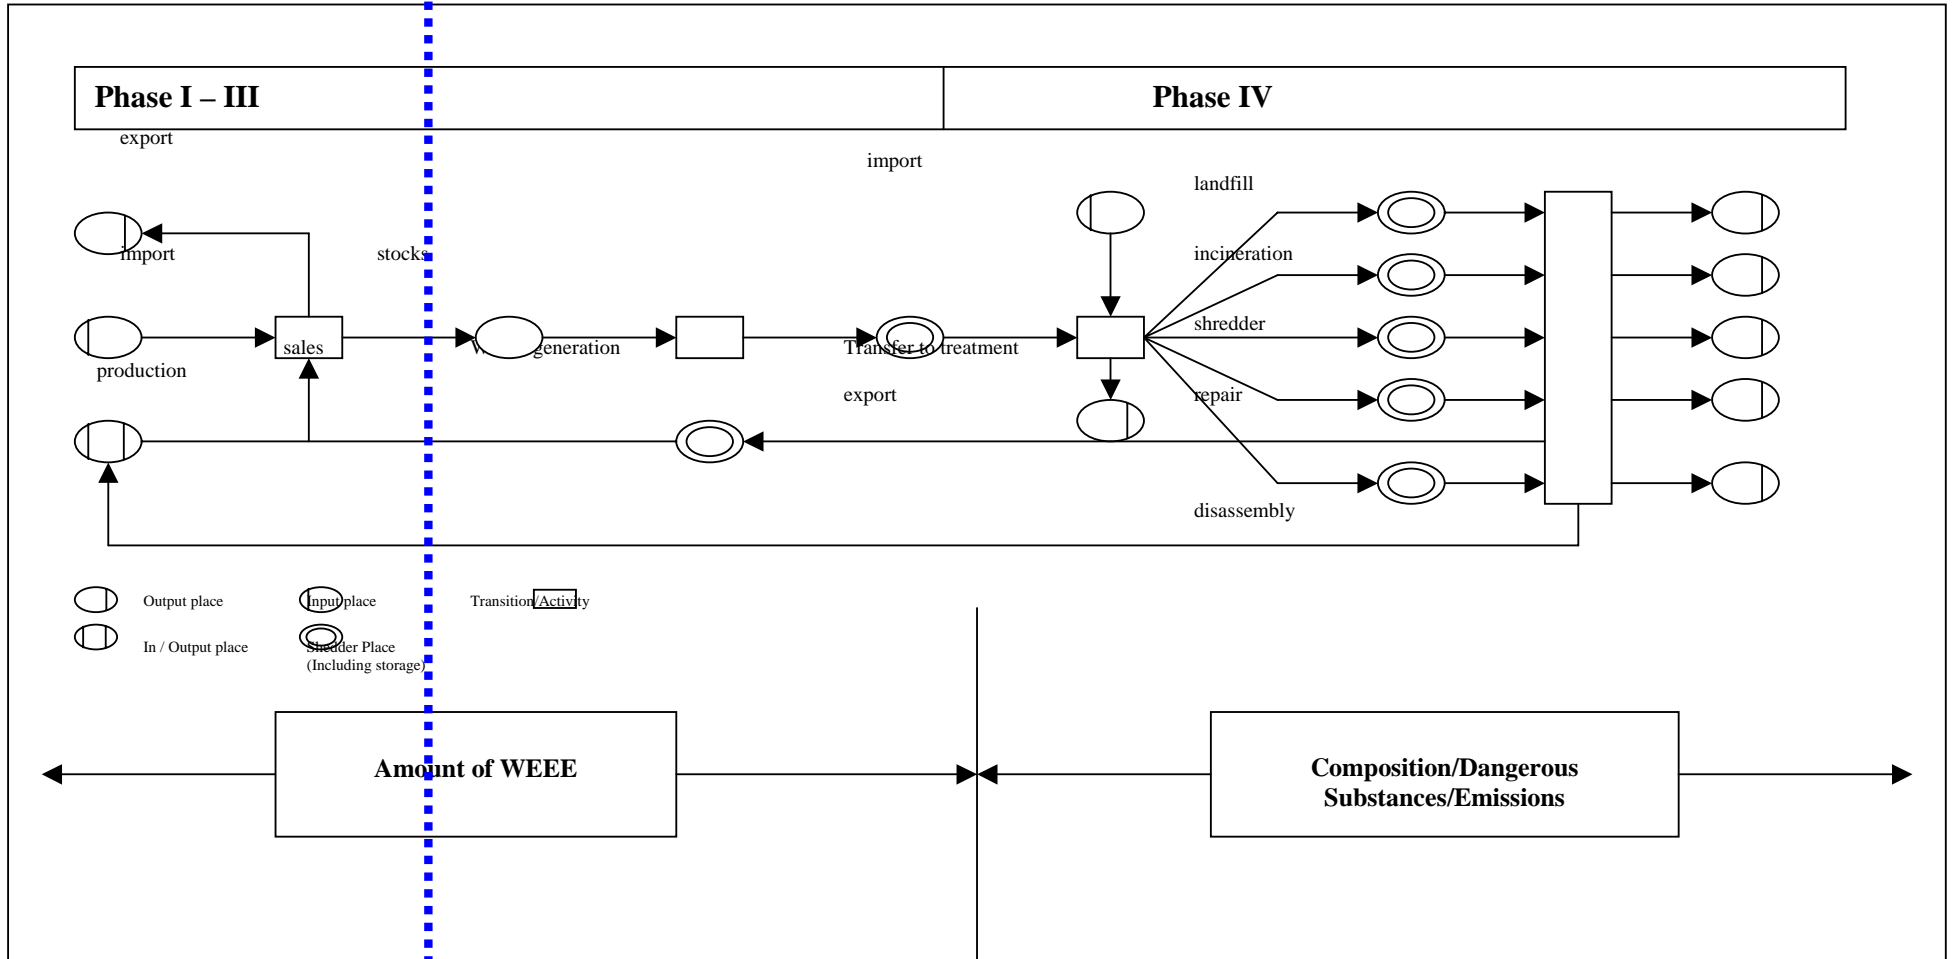 Phase I – III
Phase IV
export
import
landfill
import
stocks
incineration
shredder
sales
generation
Transfer to treatment
production
export
repair
disassembly
Output place
Input place
Transition/Activity
In / Output place
Shedder Place
(Including storage)
Amount of WEEE
Composition/Dangerous
Substances/Emissions